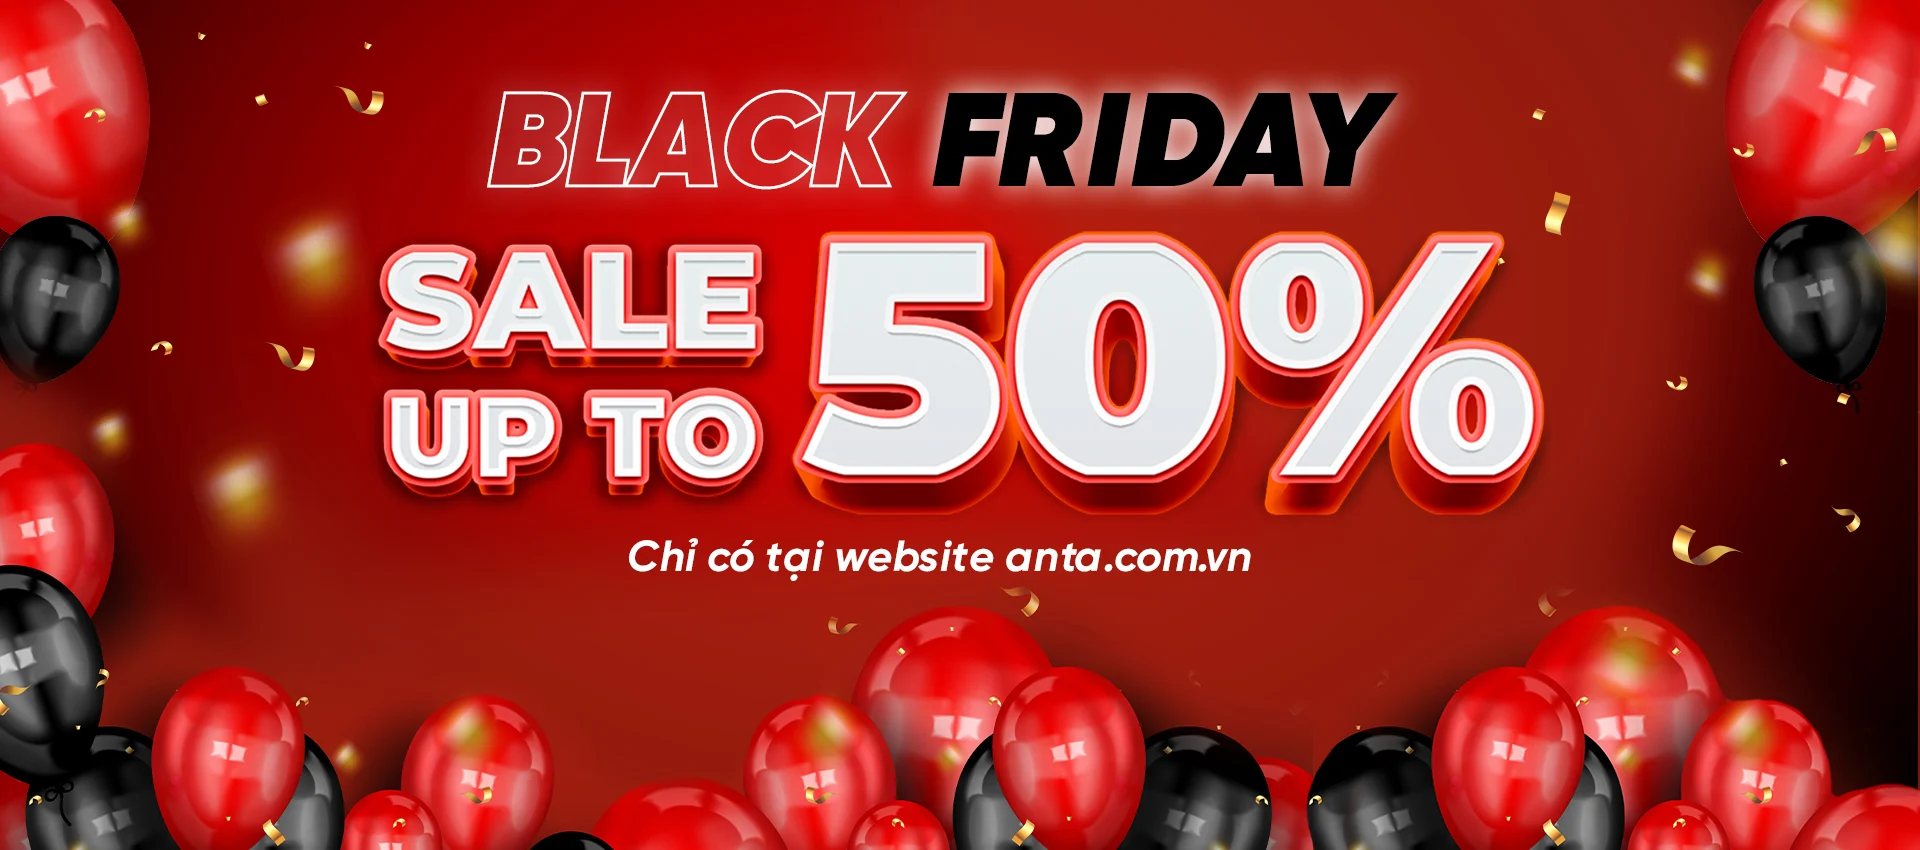 BLACK FRIDAY
SALE
UP TO
50%
Chỉ có tại website anta.com.vn